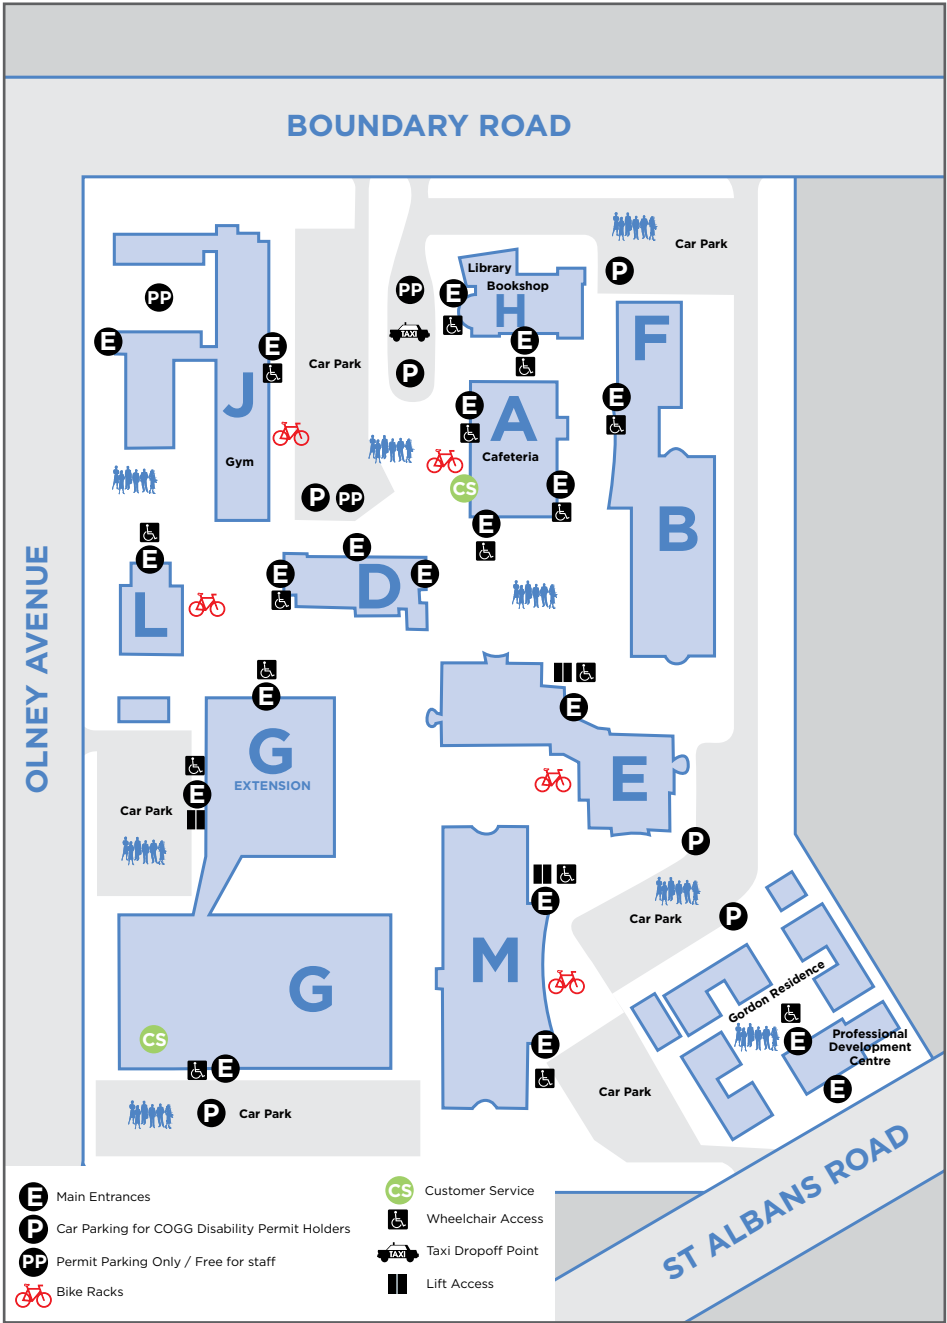 BOUNDARY ROAD
Car Park
P
Library
Bookshop
H
PP
E
PP
E
TAXI
P
E
F
E
E
J
Gym
Car Park
E
A
Cafeteria
CS
E
E
P
PP
B
OLNEY AVENUE
E
L
E
E
D
E
E
G
EXTENSION
E
Car Park
E
E
P
E
M
E
Car Park
P
G
CS
E
P
Car Park
Car Park
Gordon Residence
E
Professional
Development
Centre
E
ST ALBANS ROAD
E Main Entrances
P Car Parking for COGG Disability Permit Holders
PP Permit Parking Only / Free for staff
Bike Racks
CS Customer Service
Wheelchair Access
TAXI Taxi Dropoff Point
Lift Access